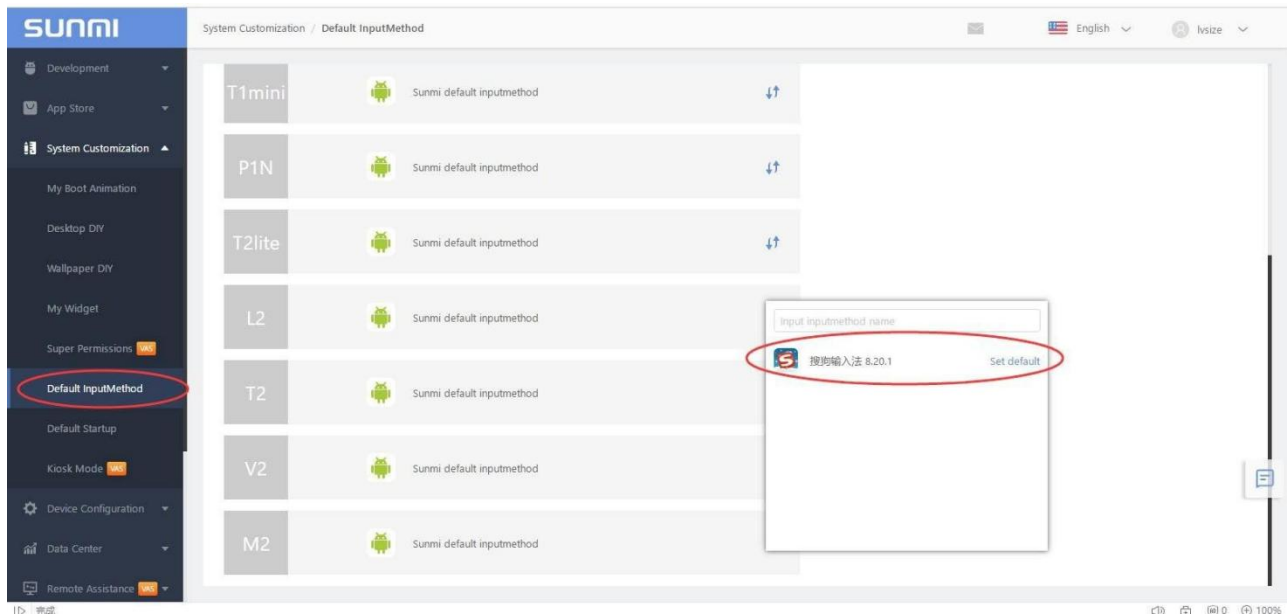 SUNMI
System Customization / Default InputMethod
English
lvsize
Development
App Store
System Customization
My Boot Animation
Desktop DIY
Wallpaper DIY
My Widget
Super Permissions VAS
Default InputMethod
Default Startup
Kiosk Mode VAS
Device Configuration
Data Center
Remote Assistance VAS
T1mini Sunmi default inputmethod
P1N Sunmi default inputmethod
T2lite Sunmi default inputmethod
L2 Sunmi default inputmethod
T2 Sunmi default inputmethod
V2 Sunmi default inputmethod
M2 Sunmi default inputmethod
Input inputmethod name
搜狗输入法 8.20.1 Set default
完成
0 100%